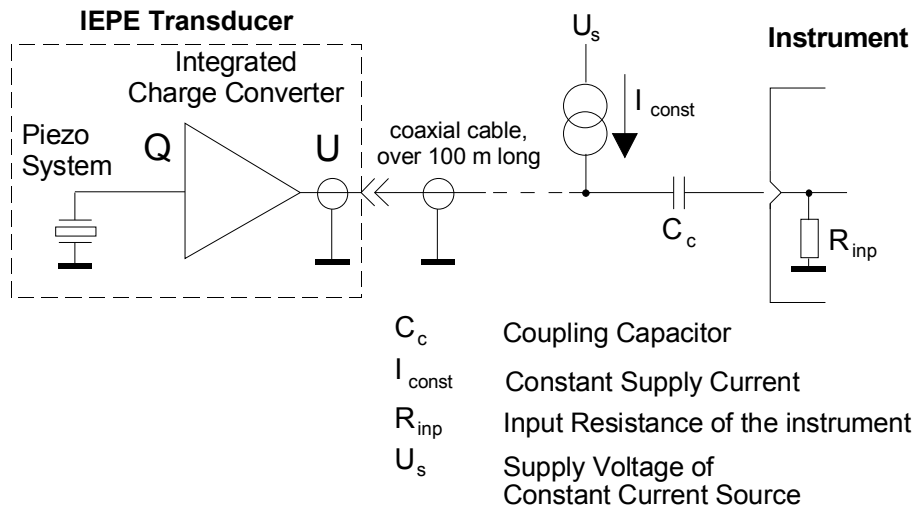 IEPE Transducer
Integrated
Charge Converter
Piezo
System
Q
U
coaxial cable,
over 100 m long
U s
I const
Instrument
C c
R inp
C c Coupling Capacitor
I const Constant Supply Current
R inp Input Resistance of the instrument
U s Supply Voltage of
Constant Current Source